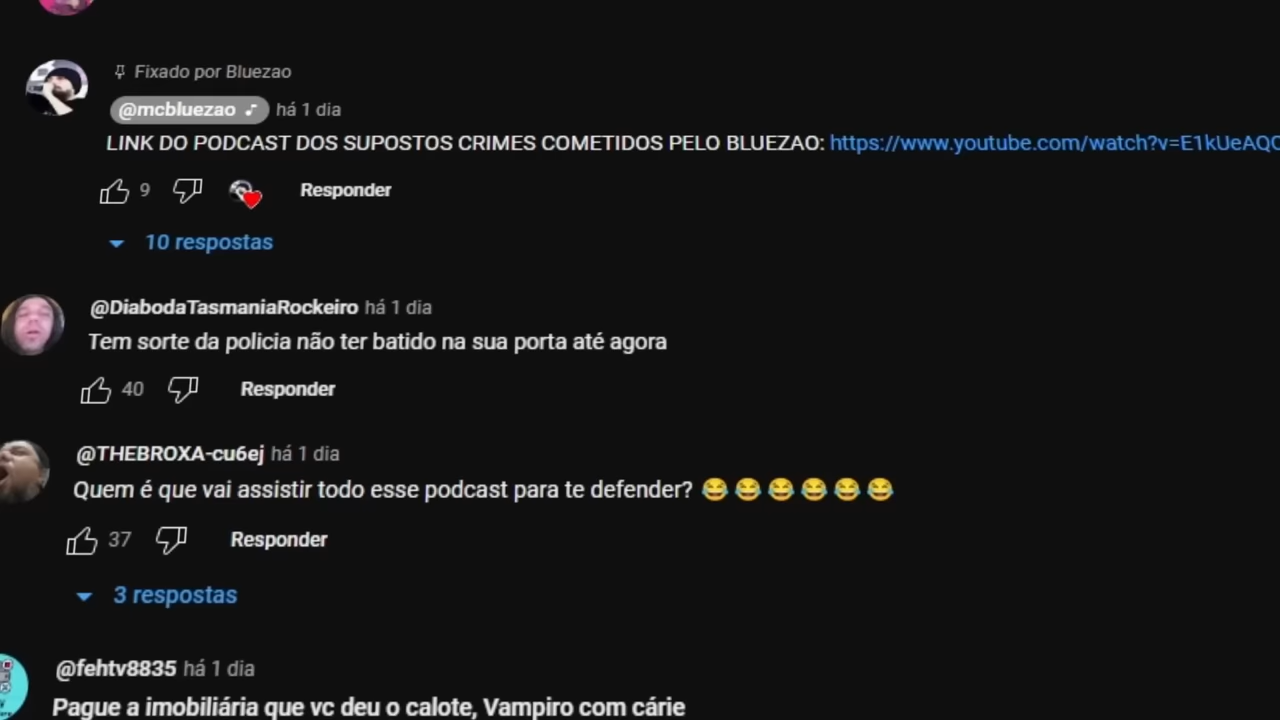 Fixado por Bluezao
@mcbluezao há 1 dia
LINK DO PODCAST DOS SUPOSTOS CRIMES COMETIDOS PELO BLUEZAO: https://www.youtube.com/watch?v=E1kUeAQC
9 Responder
10 respostas
@DiabodaTasmaniaRockeiro há 1 dia
Tem sorte da policia não ter batido na sua porta até agora
40 Responder
@THEBROXA-cu6ej há 1 dia
Quem é que vai assistir todo esse podcast para te defender? 😂😂😂😂😂😂
37 Responder
3 respostas
@fehtv8835 há 1 dia
Pague a imobiliária que vc deu o calote, Vampiro com cárie